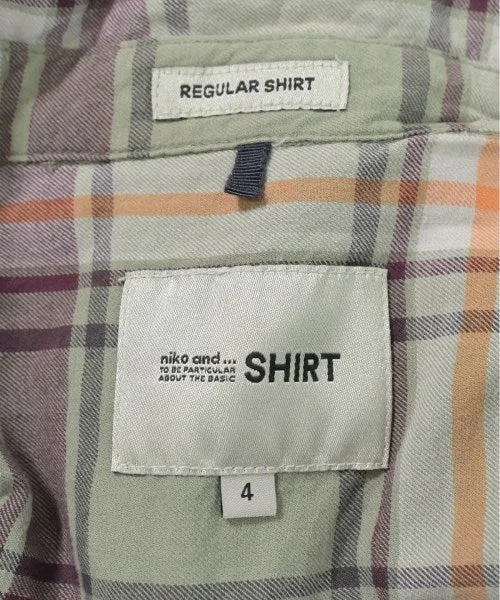 REGULAR SHIRT
niko and ... SHIRT
TO BE PARTICULAR
ABOUT THE BASIC
4